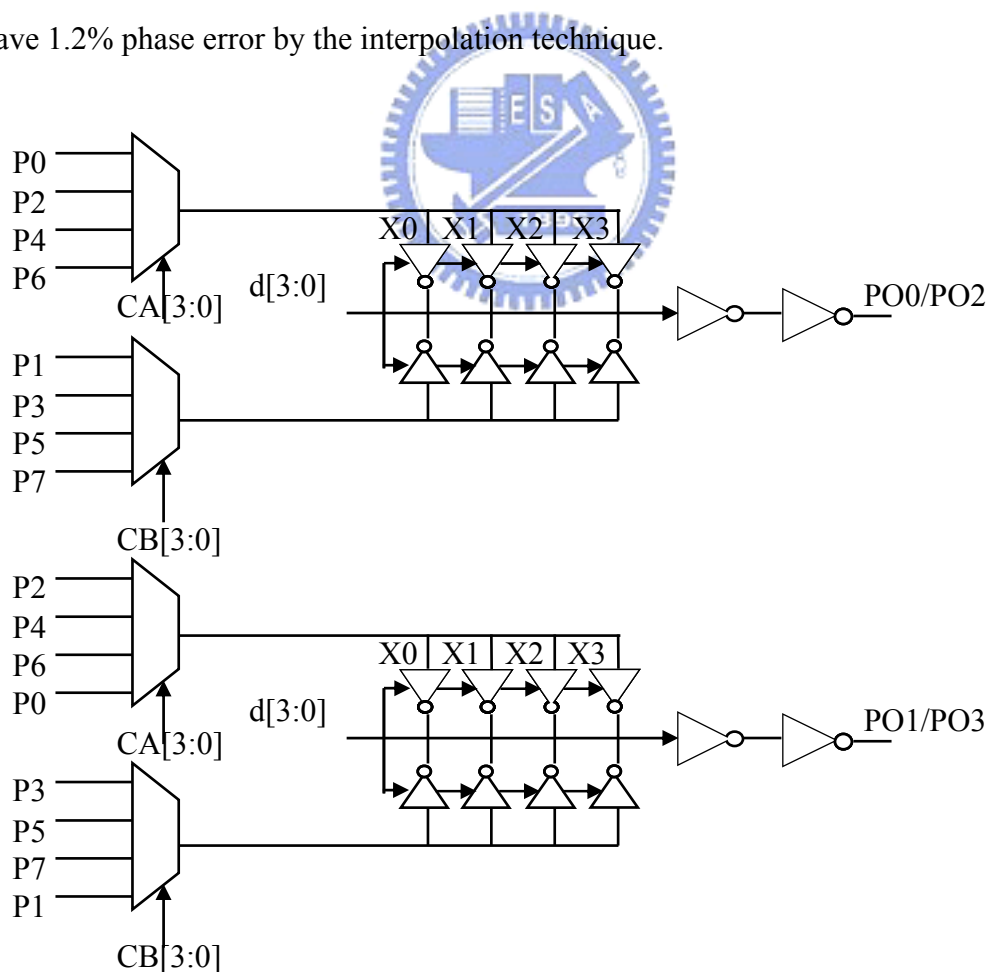 ave 1.2% phase error by the interpolation technique.
E S A
P0
P2
P4
P6
CA[3:0]
d[3:0]
X0 X1 X2 X3
PO0/PO2
P1
P3
P5
P7
CB[3:0]
P2
P4
P6
P0
CA[3:0]
d[3:0]
X0 X1 X2 X3
PO1/PO3
P3
P5
P7
P1
CB[3:0]